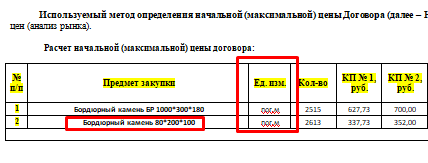 Используемый метод определения начальной (максимальной) цены Договора (далее –
цен (анализ рынка).
Расчет начальной (максимальной) цены договора:
№ п/п Предмет закупки Ед. изм. Кол-во КП № 1, руб. КП № 2, руб.
1 Бордюрный камень БР 1000*300*180 пог.м 2515 627,73 700,00
2 Бордюрный камень 80*200*100 пог.м 2613 337,73 352,00